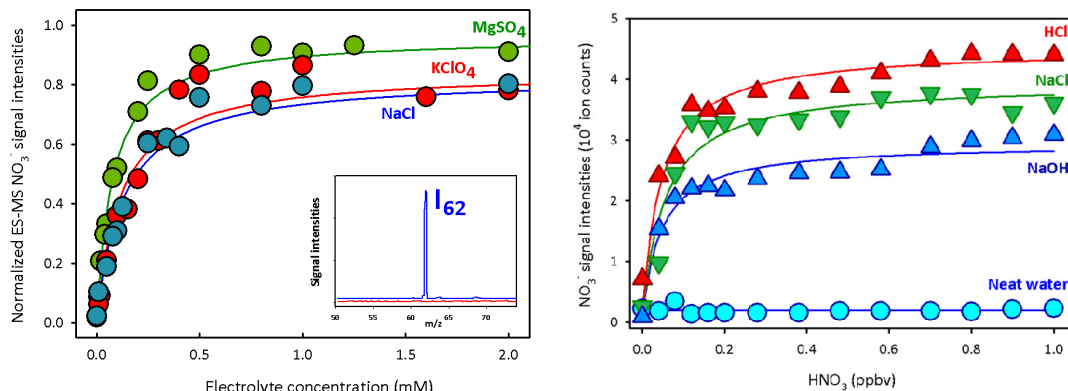 Normalized ES-MS NO₃⁻ signal intensities
1.0
0.8
0.6
0.4
0.2
0.0
MgSO₄
KClO₄
NaCl
Signal intensities
I₆₂
50 55 60 65 70
m/z
0.0 0.5 1.0 1.5 2.0
Electrolyte concentration (mM)
NO₃⁻ signal intensities (10⁴ ion counts)
5
4
3
2
1
0
HCl
NaCl
NaOH
Neat water
0.0 0.2 0.4 0.6 0.8 1.0
HNO₃ (ppbv)